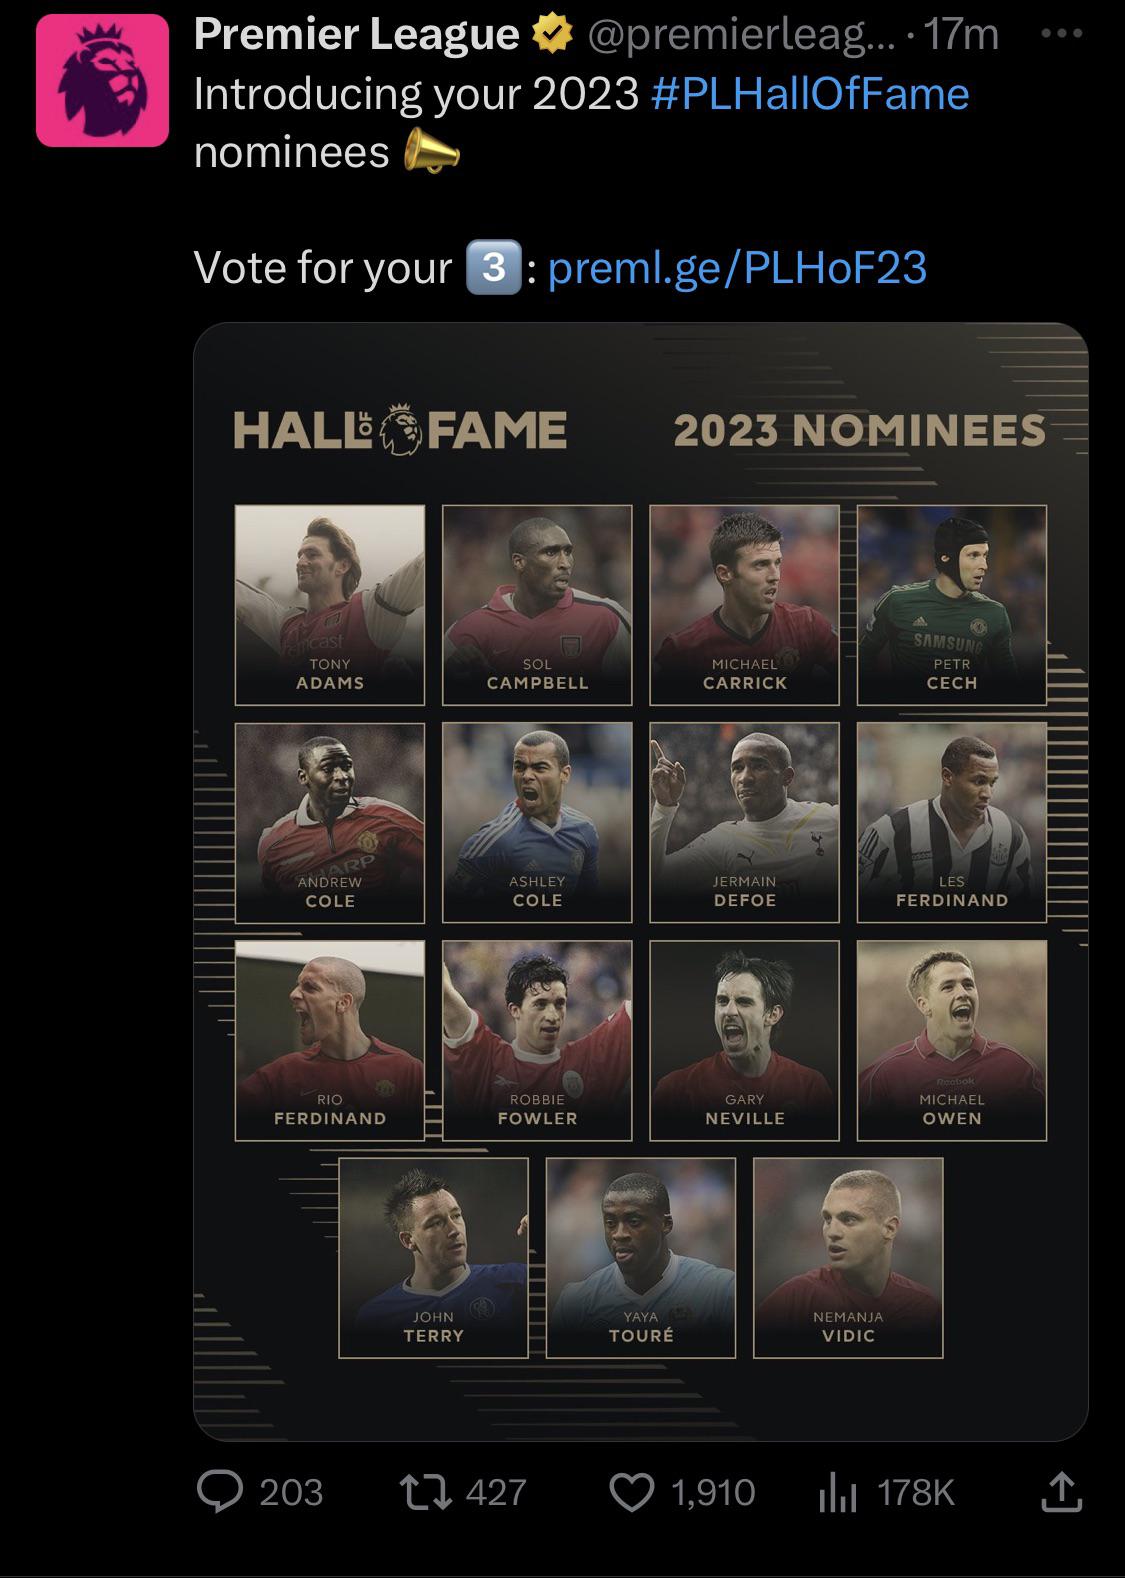 Premier League @premierleag... · 17m
Introducing your 2023 #PLHallOfFame
nominees 📣
Vote for your 3️⃣: preml.ge/PLHoF23
HALL OF FAME 2023 NOMINEES
TONY
ADAMS
SOL
CAMPBELL
MICHAEL
CARRICK
SAMSUNG
PETR
CECH
SHARP
ANDREW
COLE
ASHLEY
COLE
JERMAIN
DEFOE
LES
FERDINAND
RIO
FERDINAND
ROBBIE
FOWLER
GARY
NEVILLE
Reebok
MICHAEL
OWEN
JOHN
TERRY
YAYA
TOURÉ
NEMANJA
VIDIC
203 427 1,910 178K